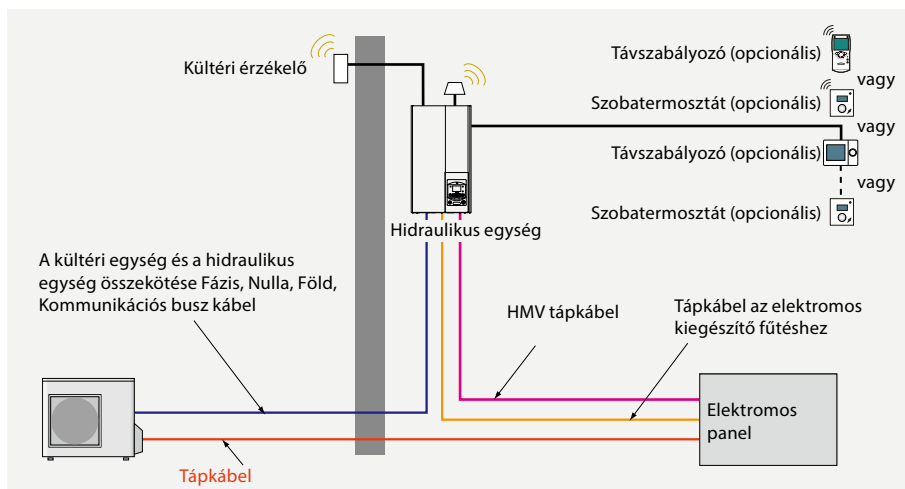 Kültéri érzékelő
Távszabályozó (opcionális)
vagy
Szobatermosztát (opcionális)
vagy
Távszabályozó (opcionális)
vagy
Szobatermosztát (opcionális)
Hidraulikus egység
A kültéri egység és a hidraulikus
egység összekötése Fázis, Nulla, Föld,
Kommunikációs busz kábel
HMV tápkábel
Tápkábel az elektromos
kiegészítő fűtéshez
Elektromos
panel
Tápkábel